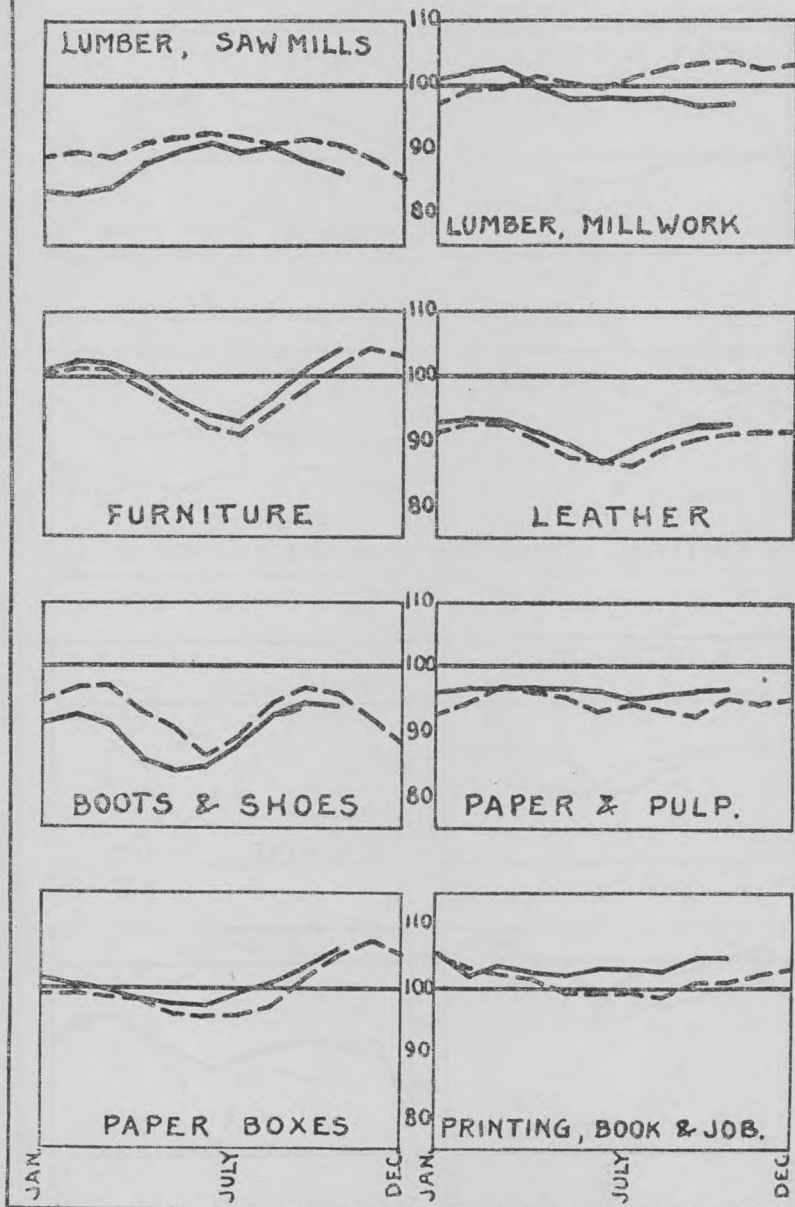 110
LUMBER, SAW MILLS
100
90
80
LUMBER, MILLWORK
110
100
90
80
FURNITURE
LEATHER
110
100
90
80
BOOTS & SHOES
PAPER & PULP.
110
100
90
80
PAPER BOXES
PRINTING, BOOK & JOB.
JAN.
JULY
DEC.
JAN.
JULY
DEC.